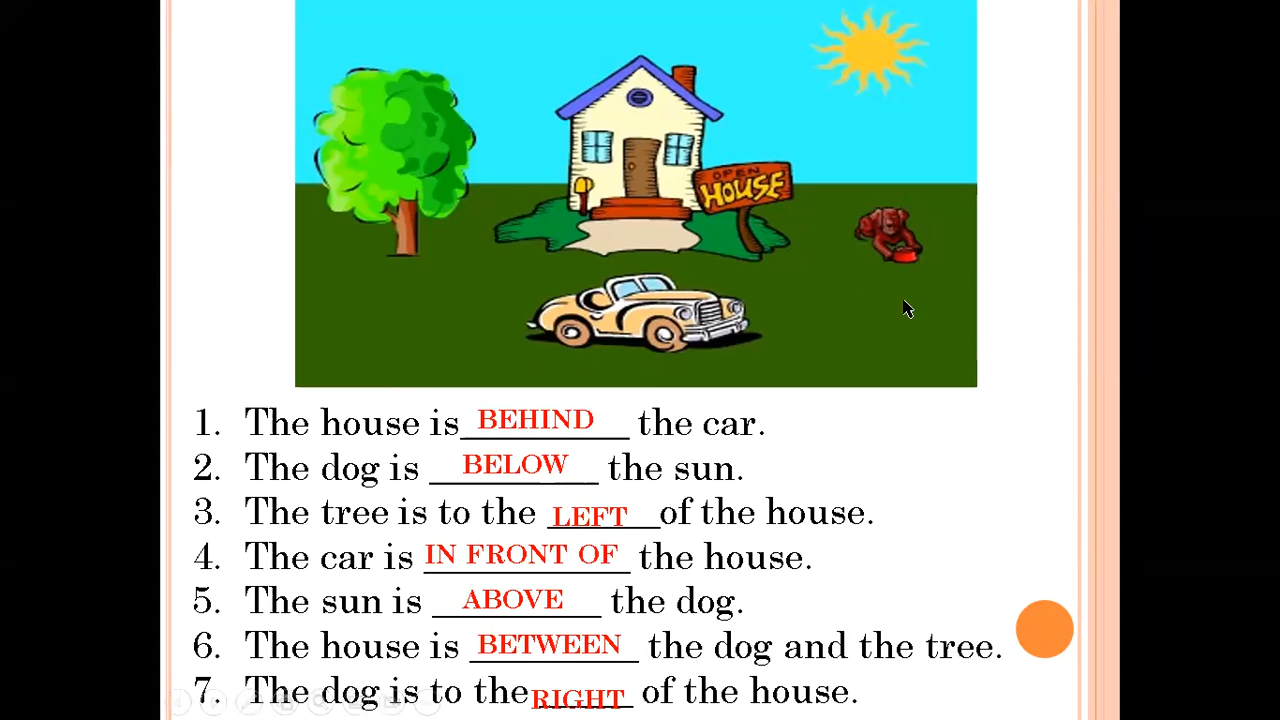 OPEN
HOUSE
1. The house is BEHIND the car.
2. The dog is BELOW the sun.
3. The tree is to the LEFT of the house.
4. The car is IN FRONT OF the house.
5. The sun is ABOVE the dog.
6. The house is BETWEEN the dog and the tree.
7. The dog is to the RIGHT of the house.